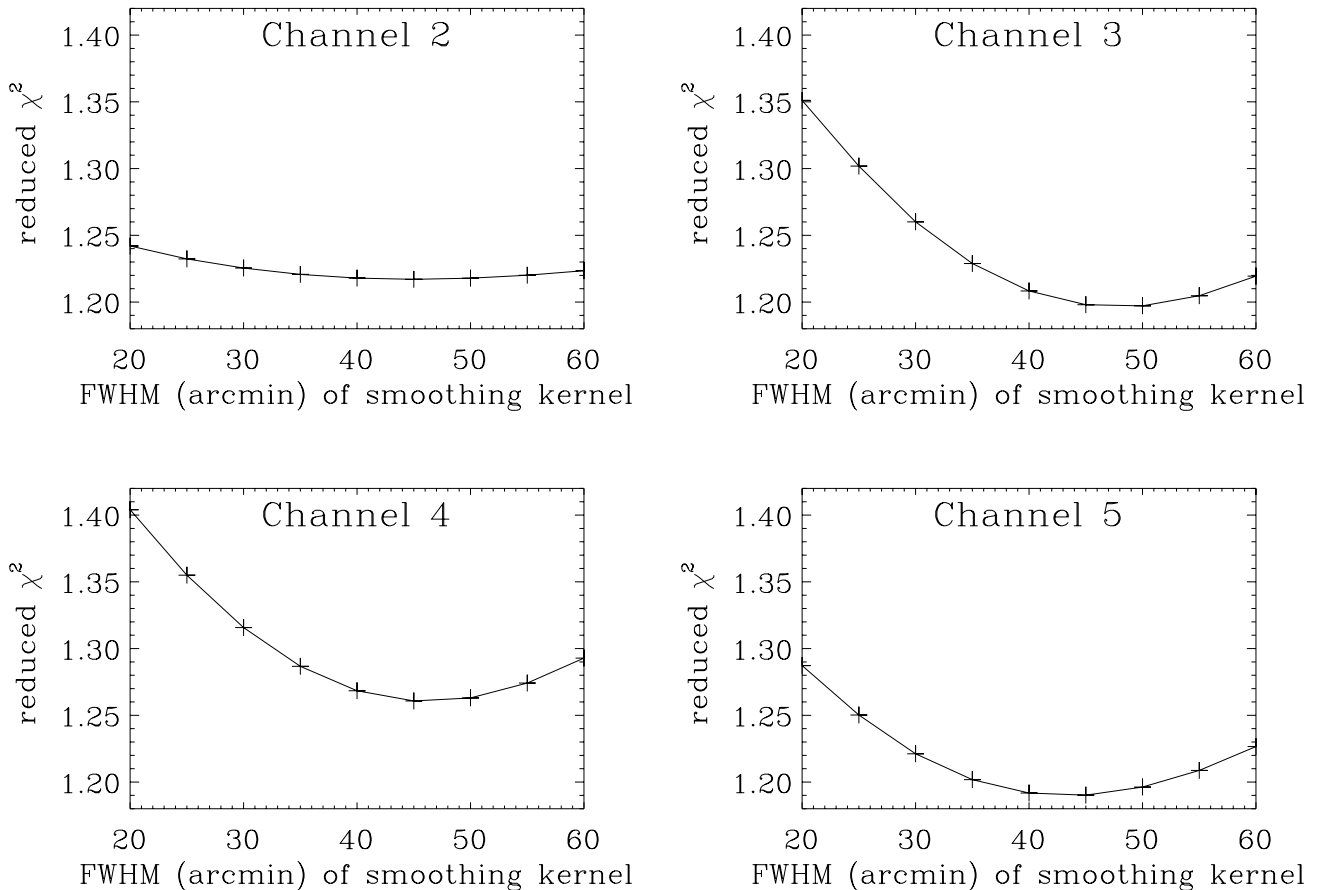 Channel 2
reduced χ²
1.40
1.35
1.30
1.25
1.20
20 30 40 50 60
FWHM (arcmin) of smoothing kernel
Channel 3
reduced χ²
1.40
1.35
1.30
1.25
1.20
20 30 40 50 60
FWHM (arcmin) of smoothing kernel
Channel 4
reduced χ²
1.40
1.35
1.30
1.25
1.20
20 30 40 50 60
FWHM (arcmin) of smoothing kernel
Channel 5
reduced χ²
1.40
1.35
1.30
1.25
1.20
20 30 40 50 60
FWHM (arcmin) of smoothing kernel